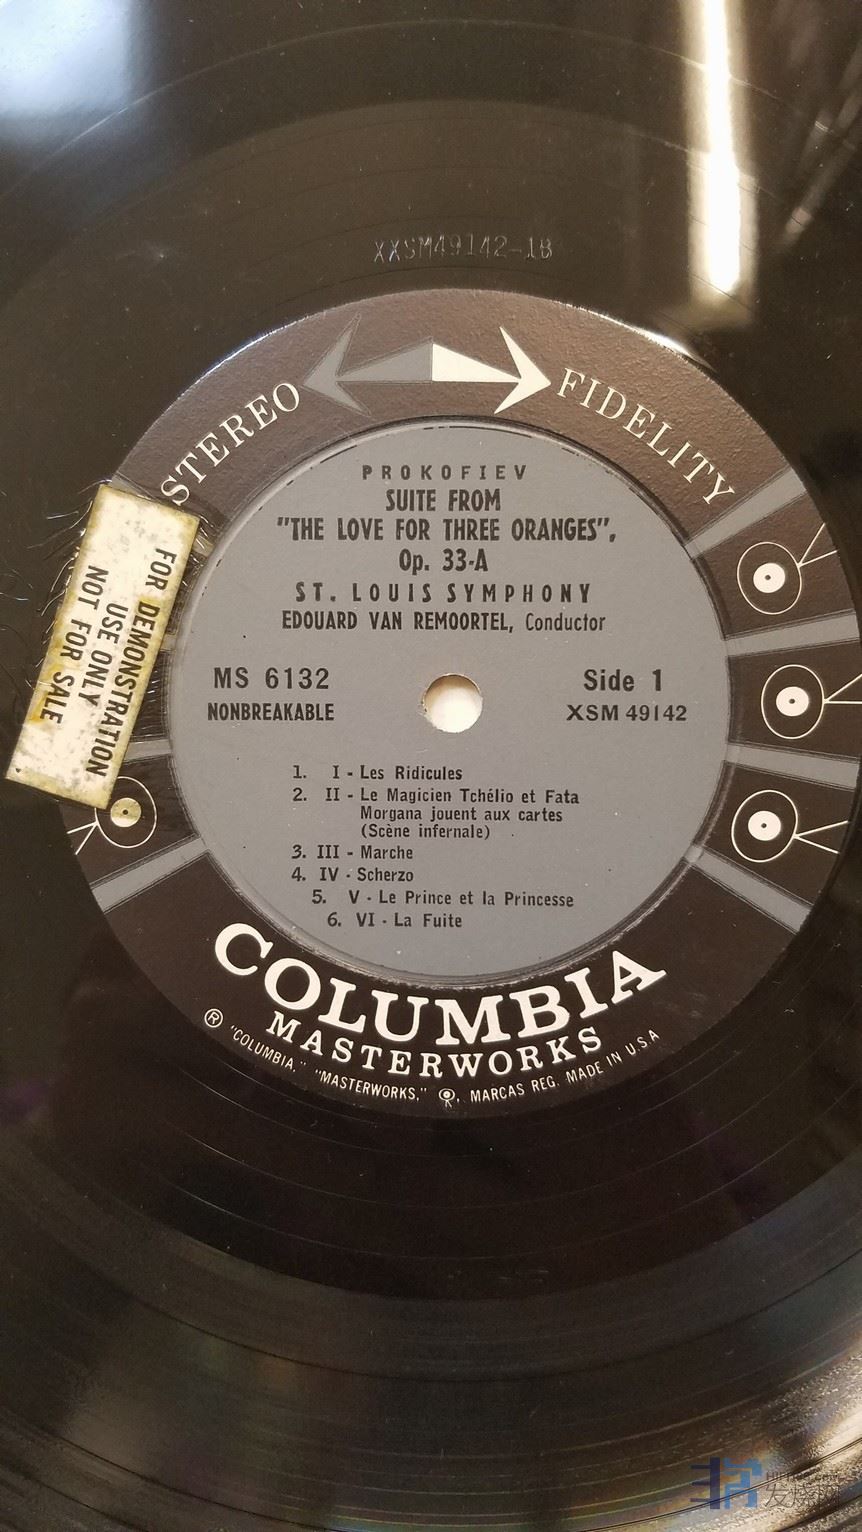 XXSM49142-1B
STEREO FIDELITY
PROKOFIEV
SUITE FROM
"THE LOVE FOR THREE ORANGES",
Op. 33-A
ST. LOUIS SYMPHONY
EDOUARD VAN REMOORTEL, Conductor
MS 6132
NONBREAKABLE
Side 1
XSM 49142
1. I - Les Ridicules
2. II - Le Magicien Tchélio et Fata
Morgana jouent aux cartes
(Scène infernale)
3. III - Marche
4. IV - Scherzo
5. V - Le Prince et la Princesse
6. VI - La Fuite
COLUMBIA
MASTERWORKS
® "COLUMBIA," "MASTERWORKS," MARCAS REG. MADE IN U.S.A
FOR DEMONSTRATION
USE ONLY
NOT FOR SALE
发烧网